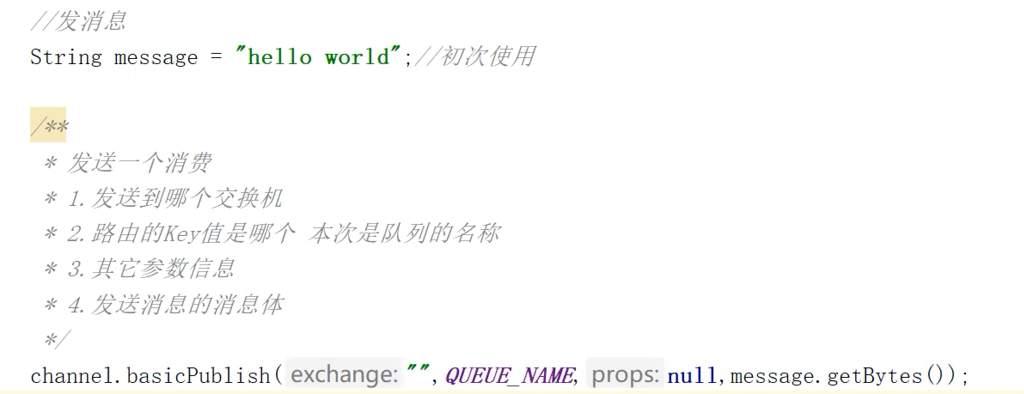 //发消息
String message = "hello world";//初次使用
/**
* 发送一个消费
* 1.发送到哪个交换机
* 2.路由的Key值是哪个 本次是队列的名称
* 3.其它参数信息
* 4.发送消息的消息体
*/
channel.basicPublish( exchange: "",QUEUE_NAME, props: null,message.getBytes());